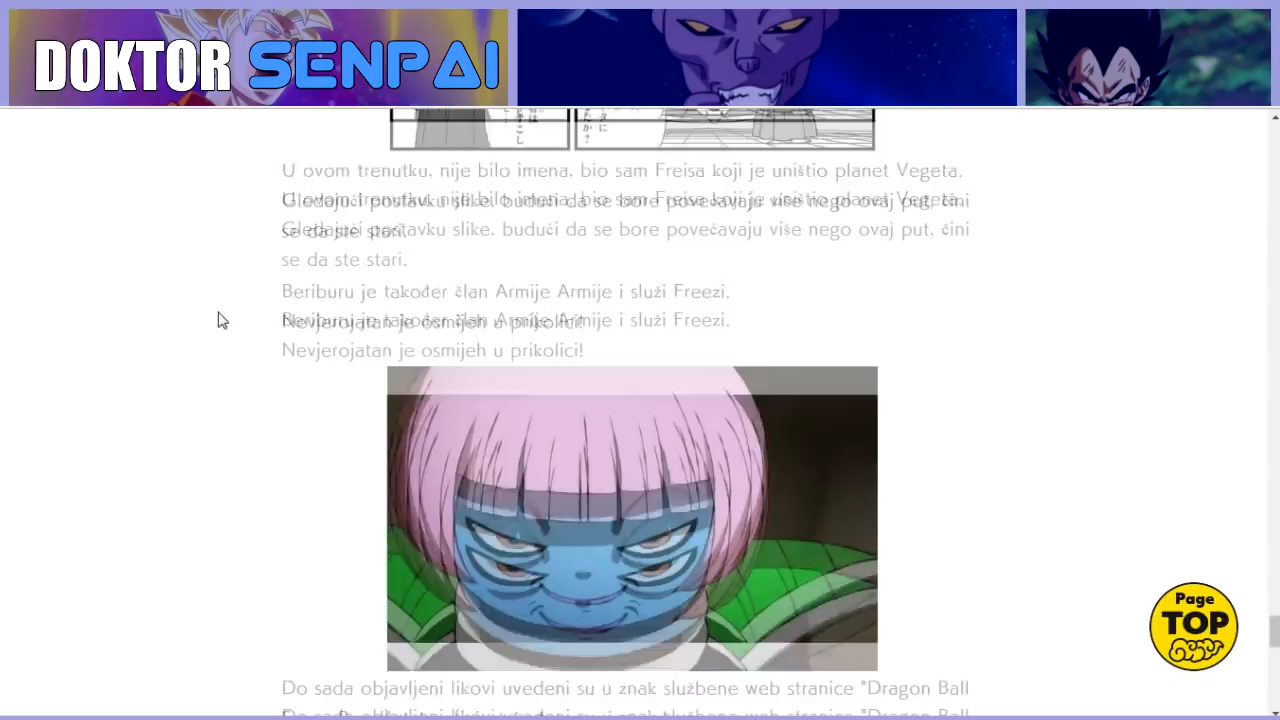 DOKTOR SENPAI
U ovom trenutku, nije bilo imena, bio sam Freisa koji je uništio planet Vegeta.
Gledajući postavku slike, budući da se bore povećavaju više nego ovaj put, čini
se da ste stari.
Beriburu je također član Armije Armije i služi Freezi.
Nevjerojatan je osmijeh u prikolici!
Do sada objavljeni likovi uvedeni su u znak službene web stranice "Dragon Ball
Page
TOP